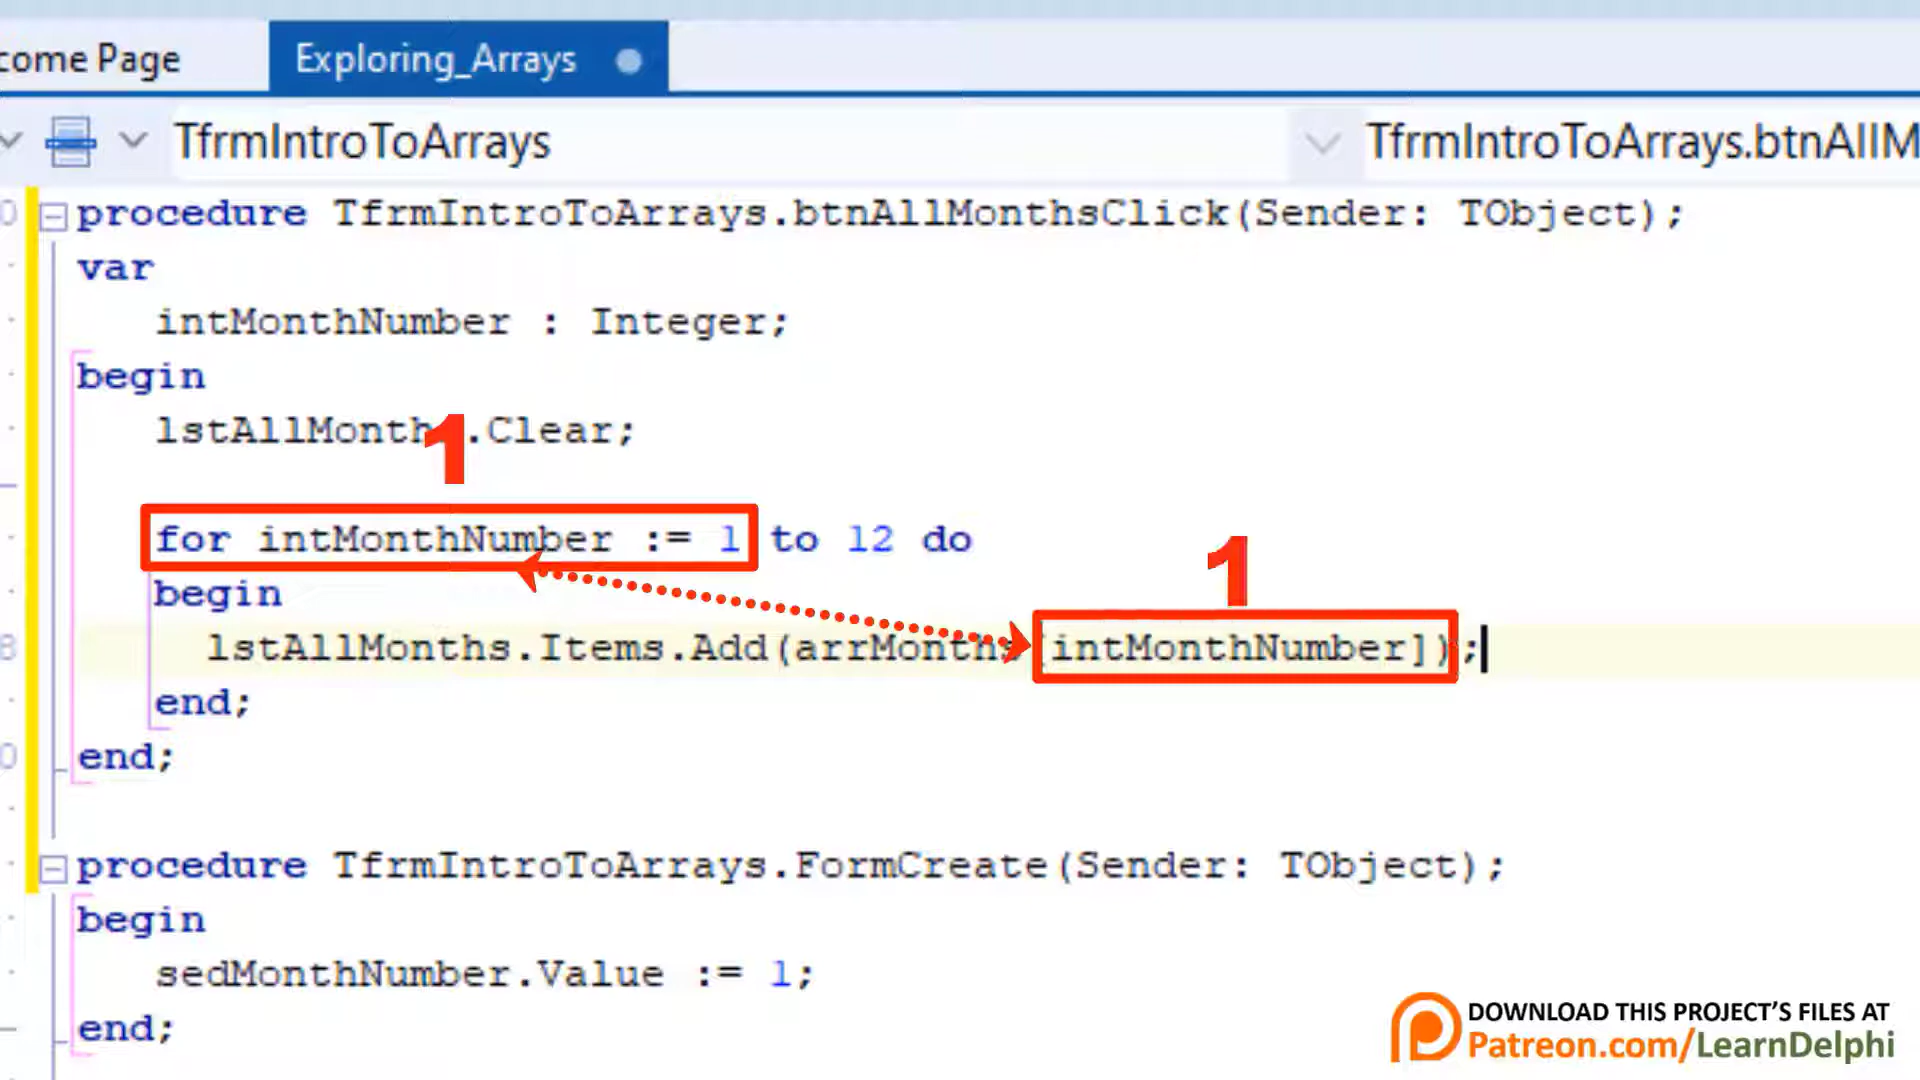 come Page
Exploring_Arrays
TfrmIntroToArrays
TfrmIntroToArrays.btnAllM
procedure TfrmIntroToArrays.btnAllMonthsClick(Sender: TObject);
var
intMonthNumber : Integer;
begin
lstAllMonth .Clear;
1
for intMonthNumber := 1 to 12 do
1
begin
lstAllMonths.Items.Add(arrMonths[intMonthNumber]);
end;
end;
procedure TfrmIntroToArrays.FormCreate(Sender: TObject);
begin
sedMonthNumber.Value := 1;
end;
DOWNLOAD THIS PROJECT'S FILES AT
Patreon.com/LearnDelphi